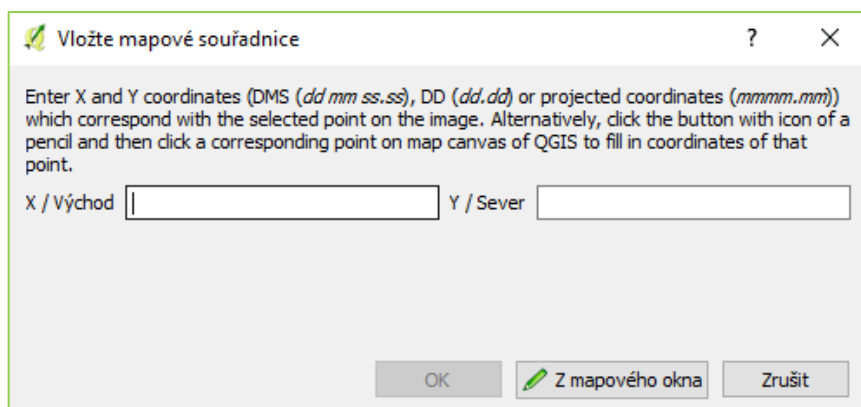 Vložte mapové souřadnice
Enter X and Y coordinates (DMS (dd mm ss.ss), DD (dd.dd) or projected coordinates (mmmm.mm))
which correspond with the selected point on the image. Alternatively, click the button with icon of a
pencil and then click a corresponding point on map canvas of QGIS to fill in coordinates of that
point.
X / Východ Y / Sever
OK Z mapového okna Zrušit